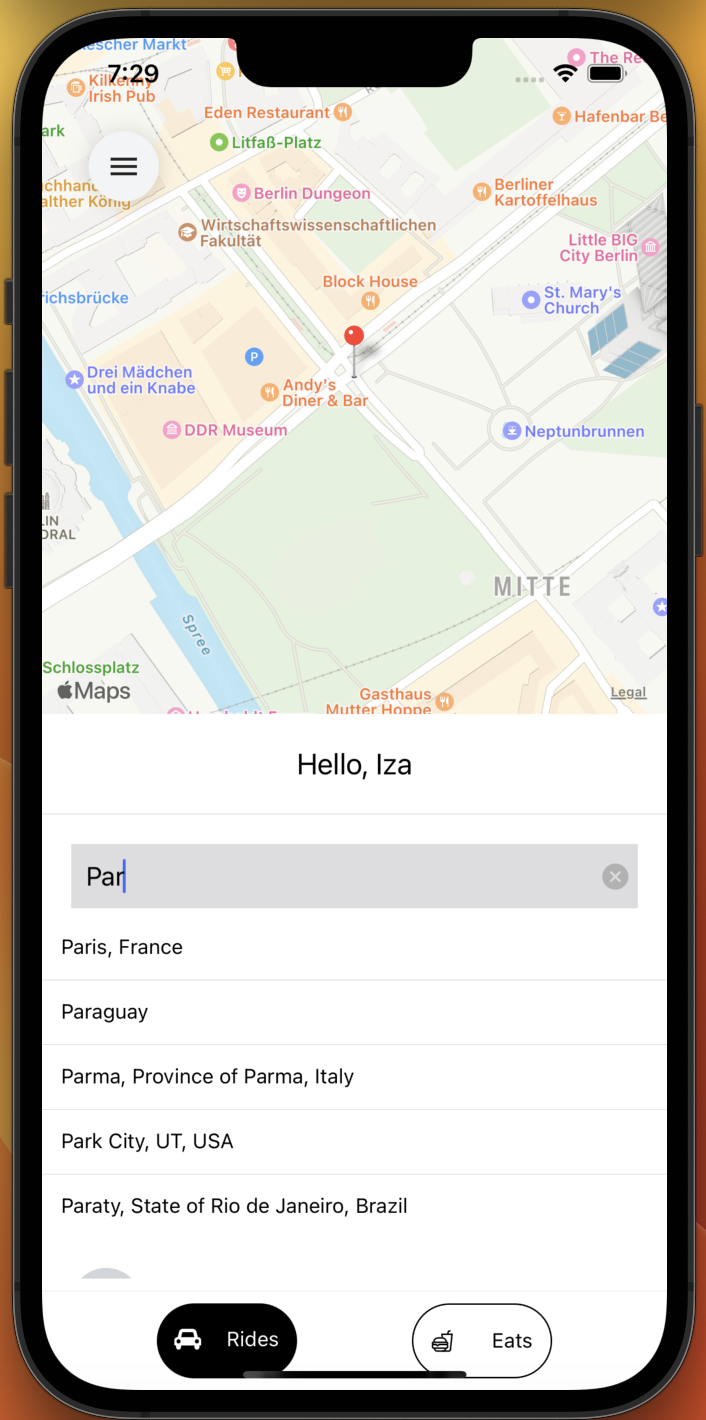 escher Markt
7:29
The Re
Kilkenny
Irish Pub
Eden Restaurant
Hafenbar Be
ark
Litfaß-Platz
Berlin Dungeon
Berliner
Kartoffelhaus
alther König
Wirtschaftswissenschaftlichen
Fakultät
Little BIG
City Berlin
Block House
richsbrücke
St. Mary's
Church
P
Drei Mädchen
und ein Knabe
Andy's
Diner & Bar
DDR Museum
Neptunbrunnen
LIN
DRAL
MITTE
Spree
Schlossplatz
Maps
Gasthaus
Mutter Hoppe
Legal
Hello, Iza
Par
Paris, France
Paraguay
Parma, Province of Parma, Italy
Park City, UT, USA
Paraty, State of Rio de Janeiro, Brazil
Rides
Eats